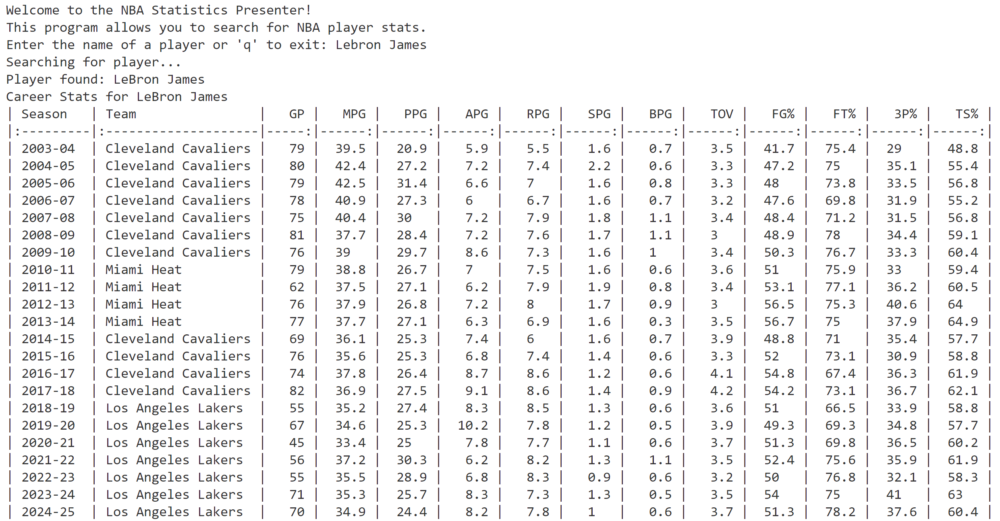 Welcome to the NBA Statistics Presenter!
This program allows you to search for NBA player stats.
Enter the name of a player or 'q' to exit: Lebron James
Searching for player...
Player found: LeBron James
Career Stats for LeBron James
| Season   | Team                |   GP |   MPG |   PPG |   APG |   RPG |   SPG |   BPG |   TOV |   FG% |   FT% |   3P% |   TS% |
|:---------|:--------------------|-----:|------:|------:|------:|------:|------:|------:|------:|------:|------:|------:|------:|
| 2003-04  | Cleveland Cavaliers |   79 |  39.5 |  20.9 |   5.9 |   5.5 |   1.6 |   0.7 |   3.5 |  41.7 |  75.4 |  29   |  48.8 |
| 2004-05  | Cleveland Cavaliers |   80 |  42.4 |  27.2 |   7.2 |   7.4 |   2.2 |   0.6 |   3.3 |  47.2 |  75   |  35.1 |  55.4 |
| 2005-06  | Cleveland Cavaliers |   79 |  42.5 |  31.4 |   6.6 |   7   |   1.6 |   0.8 |   3.3 |  48   |  73.8 |  33.5 |  56.8 |
| 2006-07  | Cleveland Cavaliers |   78 |  40.9 |  27.3 |   6   |   6.7 |   1.6 |   0.7 |   3.2 |  47.6 |  69.8 |  31.9 |  55.2 |
| 2007-08  | Cleveland Cavaliers |   75 |  40.4 |  30   |   7.2 |   7.9 |   1.8 |   1.1 |   3.4 |  48.4 |  71.2 |  31.5 |  56.8 |
| 2008-09  | Cleveland Cavaliers |   81 |  37.7 |  28.4 |   7.2 |   7.6 |   1.7 |   1.1 |   3   |  48.9 |  78   |  34.4 |  59.1 |
| 2009-10  | Cleveland Cavaliers |   76 |  39   |  29.7 |   8.6 |   7.3 |   1.6 |   1   |   3.4 |  50.3 |  76.7 |  33.3 |  60.4 |
| 2010-11  | Miami Heat          |   79 |  38.8 |  26.7 |   7   |   7.5 |   1.6 |   0.6 |   3.6 |  51   |  75.9 |  33   |  59.4 |
| 2011-12  | Miami Heat          |   62 |  37.5 |  27.1 |   6.2 |   7.9 |   1.9 |   0.8 |   3.4 |  53.1 |  77.1 |  36.2 |  60.5 |
| 2012-13  | Miami Heat          |   76 |  37.9 |  26.8 |   7.2 |   8   |   1.7 |   0.9 |   3   |  56.5 |  75.3 |  40.6 |  64   |
| 2013-14  | Miami Heat          |   77 |  37.7 |  27.1 |   6.3 |   6.9 |   1.6 |   0.3 |   3.5 |  56.7 |  75   |  37.9 |  64.9 |
| 2014-15  | Cleveland Cavaliers |   69 |  36.1 |  25.3 |   7.4 |   6   |   1.6 |   0.7 |   3.9 |  48.8 |  71   |  35.4 |  57.7 |
| 2015-16  | Cleveland Cavaliers |   76 |  35.6 |  25.3 |   6.8 |   7.4 |   1.4 |   0.6 |   3.3 |  52   |  73.1 |  30.9 |  58.8 |
| 2016-17  | Cleveland Cavaliers |   74 |  37.8 |  26.4 |   8.7 |   8.6 |   1.2 |   0.6 |   4.1 |  54.8 |  67.4 |  36.3 |  61.9 |
| 2017-18  | Cleveland Cavaliers |   82 |  36.9 |  27.5 |   9.1 |   8.6 |   1.4 |   0.9 |   4.2 |  54.2 |  73.1 |  36.7 |  62.1 |
| 2018-19  | Los Angeles Lakers  |   55 |  35.2 |  27.4 |   8.3 |   8.5 |   1.3 |   0.6 |   3.6 |  51   |  66.5 |  33.9 |  58.8 |
| 2019-20  | Los Angeles Lakers  |   67 |  34.6 |  25.3 |  10.2 |   7.8 |   1.2 |   0.5 |   3.9 |  49.3 |  69.3 |  34.8 |  57.7 |
| 2020-21  | Los Angeles Lakers  |   45 |  33.4 |  25   |   7.8 |   7.7 |   1.1 |   0.6 |   3.7 |  51.3 |  69.8 |  36.5 |  60.2 |
| 2021-22  | Los Angeles Lakers  |   56 |  37.2 |  30.3 |   6.2 |   8.2 |   1.3 |   1.1 |   3.5 |  52.4 |  75.6 |  35.9 |  61.9 |
| 2022-23  | Los Angeles Lakers  |   55 |  35.5 |  28.9 |   6.8 |   8.3 |   0.9 |   0.6 |   3.2 |  50   |  76.8 |  32.1 |  58.3 |
| 2023-24  | Los Angeles Lakers  |   71 |  35.3 |  25.7 |   8.3 |   7.3 |   1.3 |   0.5 |   3.5 |  54   |  75   |  41   |  63   |
| 2024-25  | Los Angeles Lakers  |   70 |  34.9 |  24.4 |   8.2 |   7.8 |   1   |   0.6 |   3.7 |  51.3 |  78.2 |  37.6 |  60.4 |